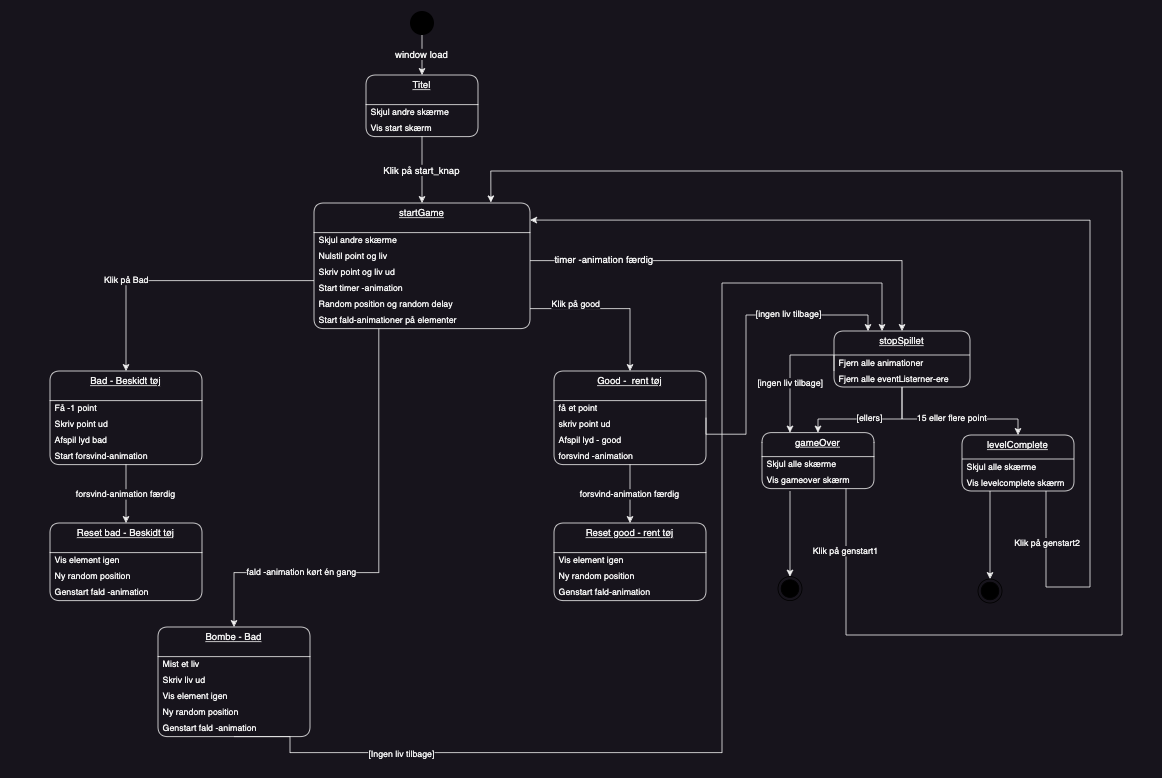 window load
Titel
Skjul andre skærme
Vis start skærm
Klik på start_knap
startGame
Skjul andre skærme
Nulstil point og liv
Skriv point og liv ud
Start timer -animation
Random position og random delay
Start fald-animationer på elementer
timer -animation færdig
Klik på Bad
Klik på good
[ingen liv tilbage]
stopSpillet
Fjern alle animationer
Fjern alle eventListerner-ere
[ingen liv tilbage]
[ellers]
15 eller flere point
Bad - Beskidt tøj
Få -1 point
Skriv point ud
Afspil lyd bad
Start forsvind-animation
Good -  rent tøj
få et point
skriv point ud
Afspil lyd - good
forsvind -animation
gameOver
Skjul alle skærme
Vis gameover skærm
levelComplete
Skjul alle skærme
Vis levelcomplete skærm
forsvind-animation færdig
forsvind-animation færdig
Reset bad - Beskidt tøj
Vis element igen
Ny random position
Genstart fald -animation
Reset good - rent tøj
Vis element igen
Ny random position
Genstart fald-animation
Klik på genstart1
Klik på genstart2
fald -animation kørt én gang
Bombe - Bad
Mist et liv
Skriv liv ud
Vis element igen
Ny random position
Genstart fald -animation
[Ingen liv tilbage]